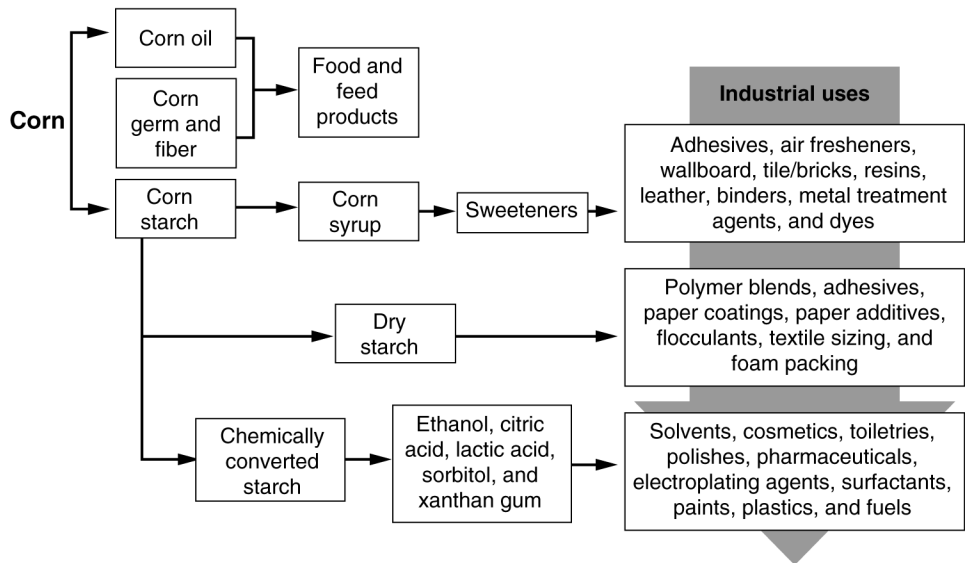 Corn
Corn oil
Corn
germ and
fiber
Food and
feed
products
Corn
starch
Corn
syrup
Sweeteners
Industrial uses
Adhesives, air fresheners,
wallboard, tile/bricks, resins,
leather, binders, metal treatment
agents, and dyes
Dry
starch
Polymer blends, adhesives,
paper coatings, paper additives,
flocculants, textile sizing, and
foam packing
Chemically
converted
starch
Ethanol, citric
acid, lactic acid,
sorbitol, and
xanthan gum
Solvents, cosmetics, toiletries,
polishes, pharmaceuticals,
electroplating agents, surfactants,
paints, plastics, and fuels